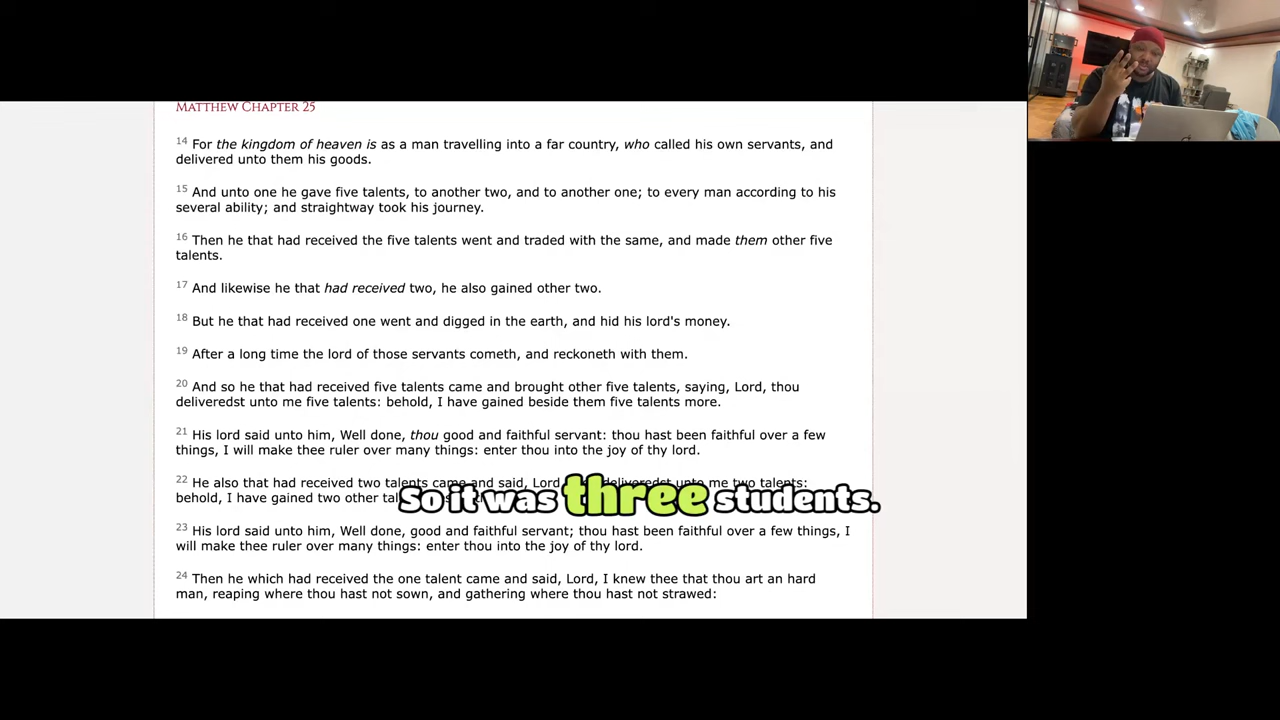 Matthew Chapter 25
14 For the kingdom of heaven is as a man travelling into a far country, who called his own servants, and
delivered unto them his goods.
15 And unto one he gave five talents, to another two, and to another one; to every man according to his
several ability; and straightway took his journey.
16 Then he that had received the five talents went and traded with the same, and made them other five
talents.
17 And likewise he that had received two, he also gained other two.
18 But he that had received one went and digged in the earth, and hid his lord's money.
19 After a long time the lord of those servants cometh, and reckoneth with them.
20 And so he that had received five talents came and brought other five talents, saying, Lord, thou
deliveredst unto me five talents: behold, I have gained beside them five talents more.
21 His lord said unto him, Well done, thou good and faithful servant: thou hast been faithful over a few
things, I will make thee ruler over many things: enter thou into the joy of thy lord.
22 He also that had received two talents came and said, Lord, deliveredst unto me two talents:
behold, I have gained two other
So it was three students.
23 His lord said unto him, Well done, good and faithful servant; thou hast been faithful over a few things, I
will make thee ruler over many things: enter thou into the joy of thy lord.
24 Then he which had received the one talent came and said, Lord, I knew thee that thou art an hard
man, reaping where thou hast not sown, and gathering where thou hast not strawed: